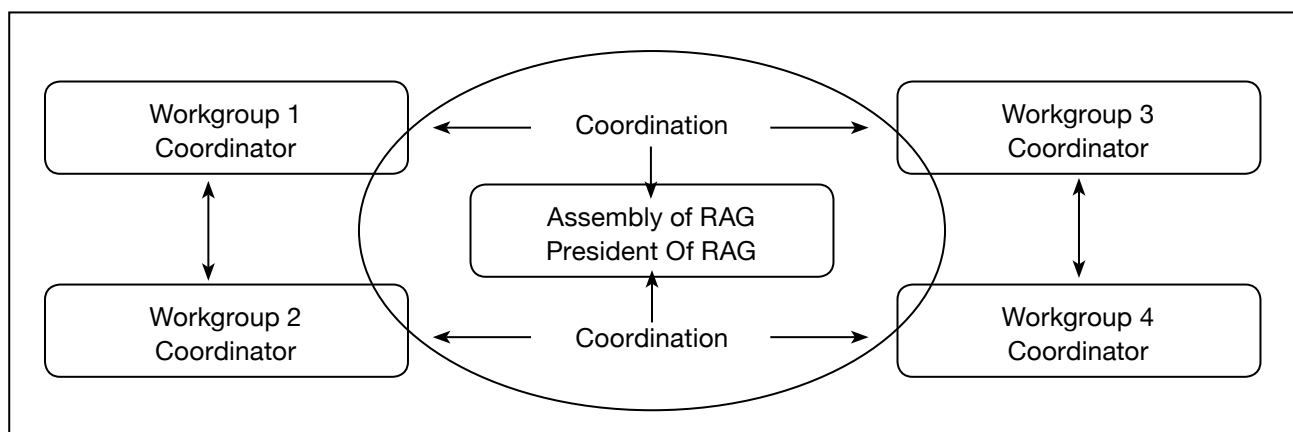 Workgroup 1
Coordinator
Coordination
Workgroup 3
Coordinator
Assembly of RAG
President Of RAG
Workgroup 2
Coordinator
Coordination
Workgroup 4
Coordinator